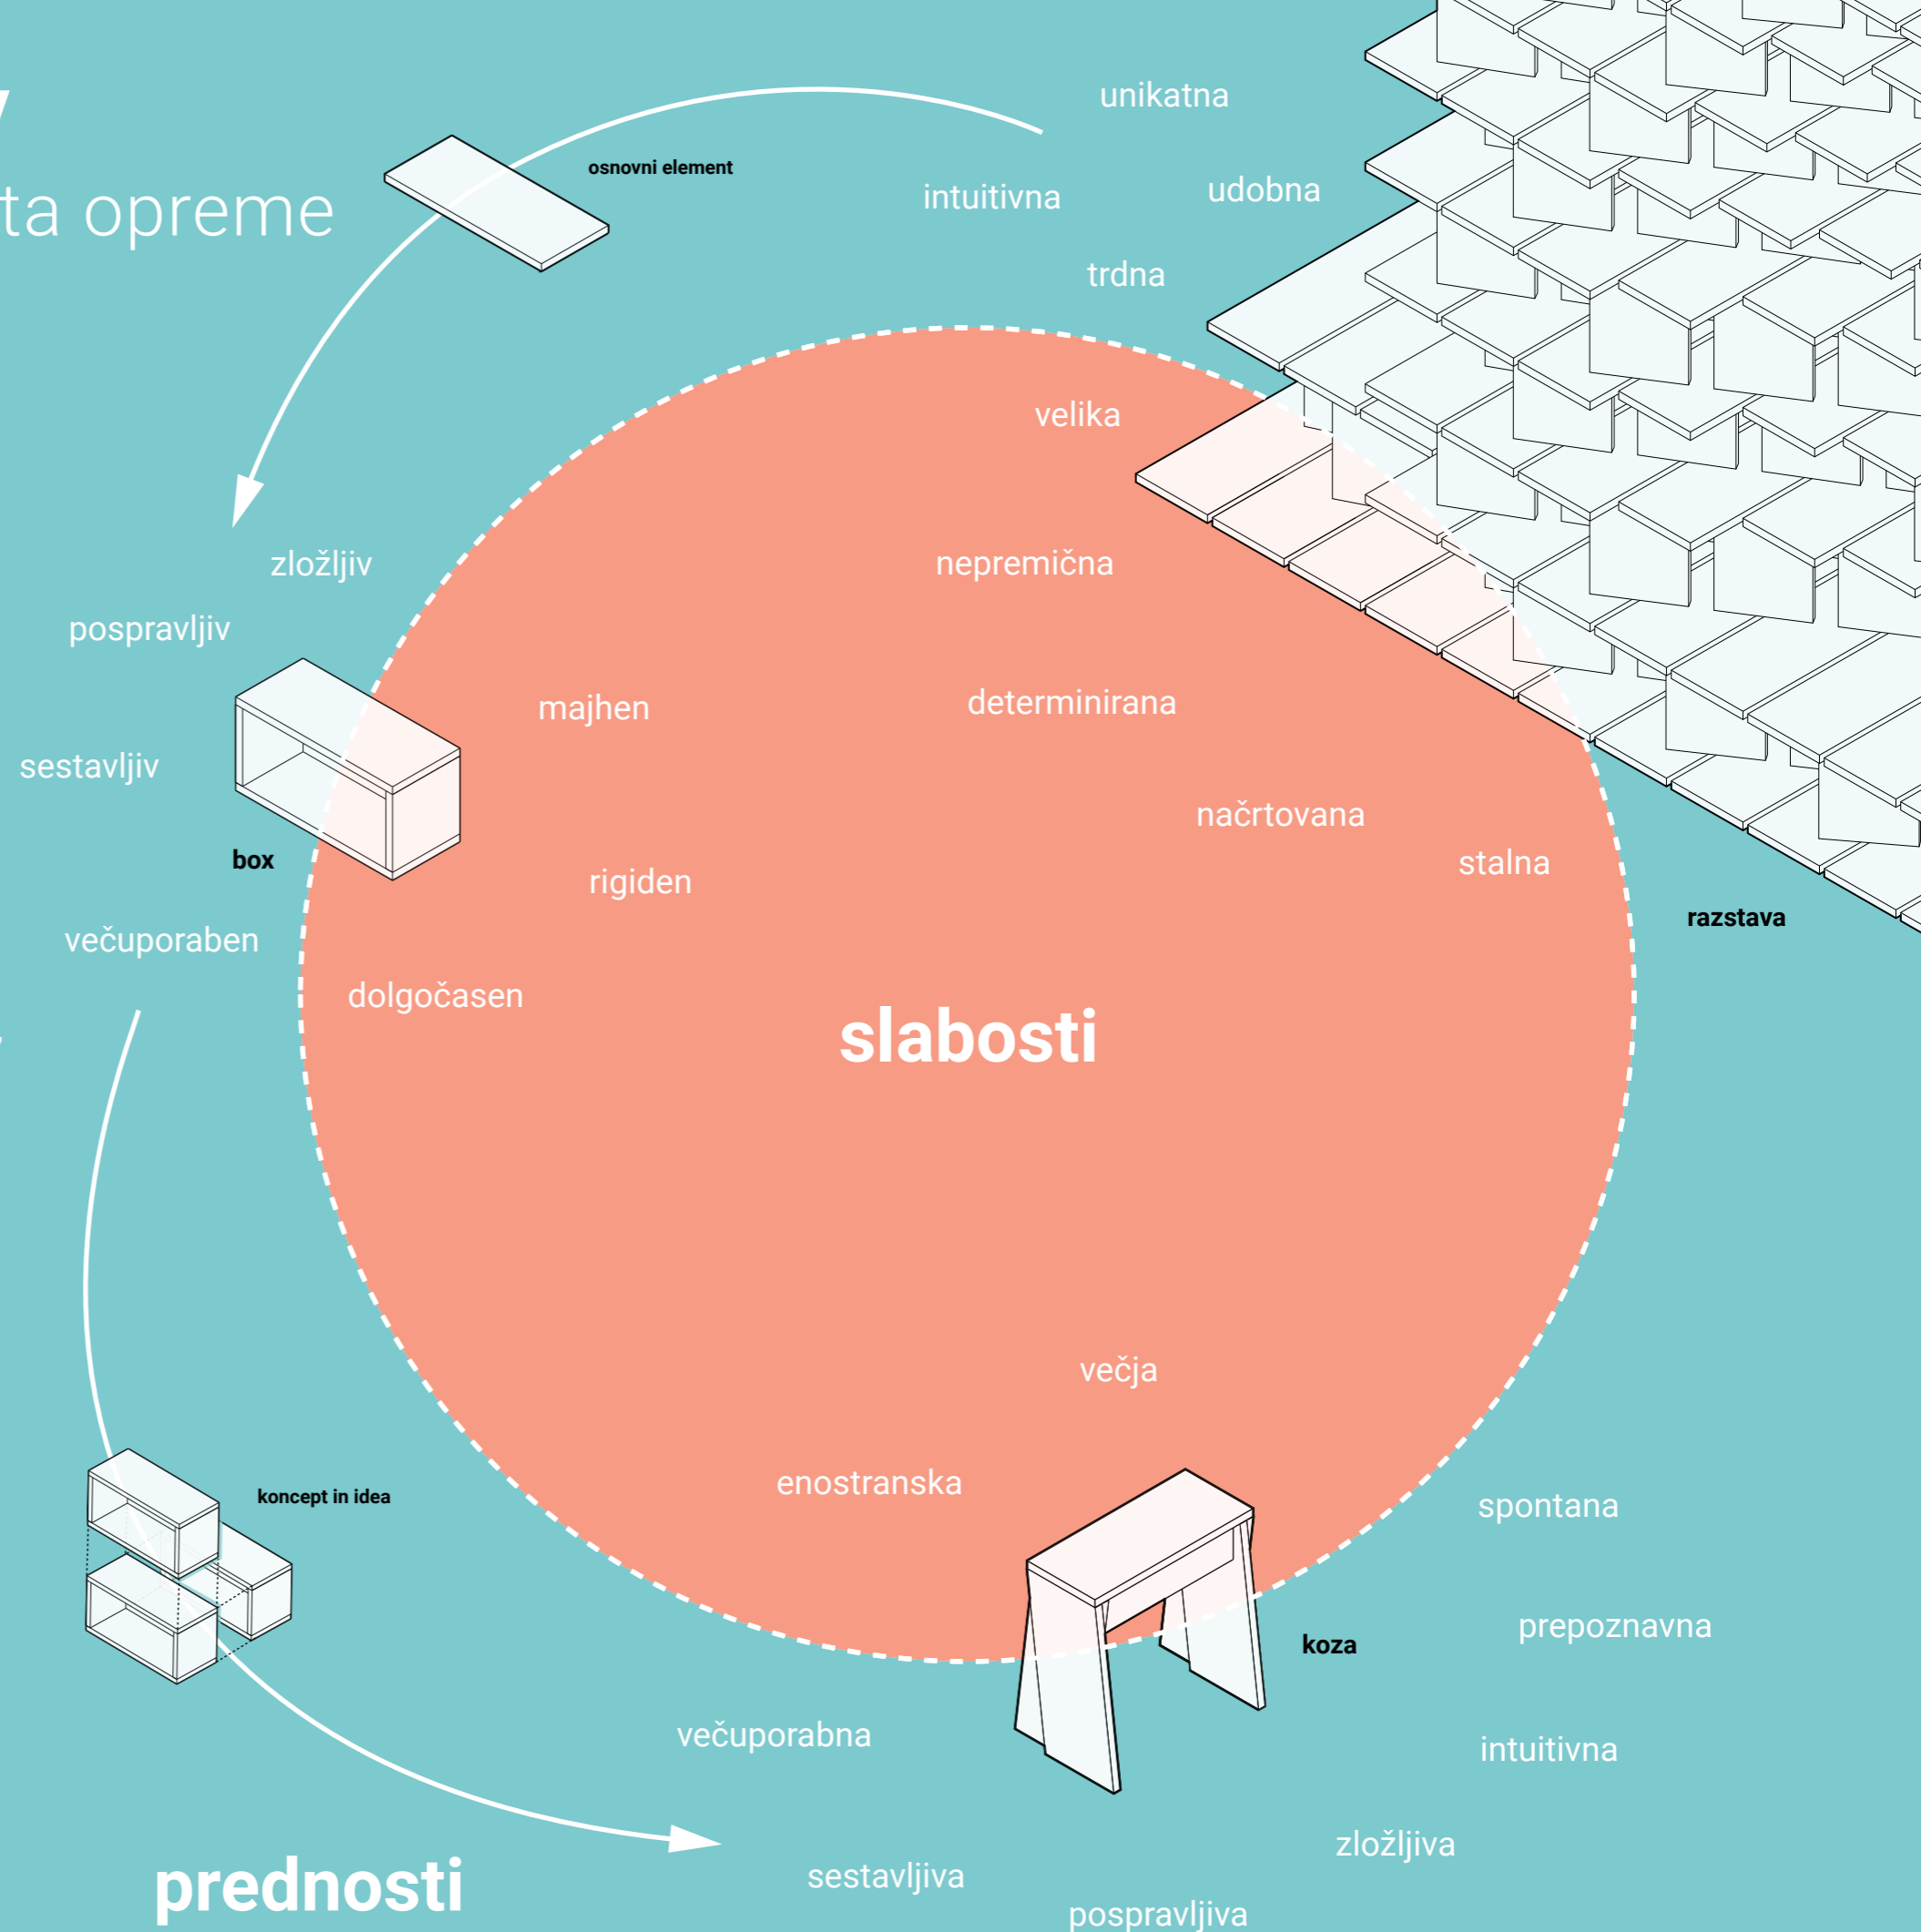 unikatna
osnovni element
intuitivna
udobna
ta opreme
trdna
velika
zložljiv
nepremična
pospravljiv
majhen
determinirana
sestavljiv
načrtovana
box
stalna
rigiden
razstava
večuporaben
dolgočasen
slabosti
večja
enostranska
koncept in idea
spontana
prepoznavna
koza
večuporabna
intuitivna
zložljiva
prednosti
sestavljiva
pospravljiva